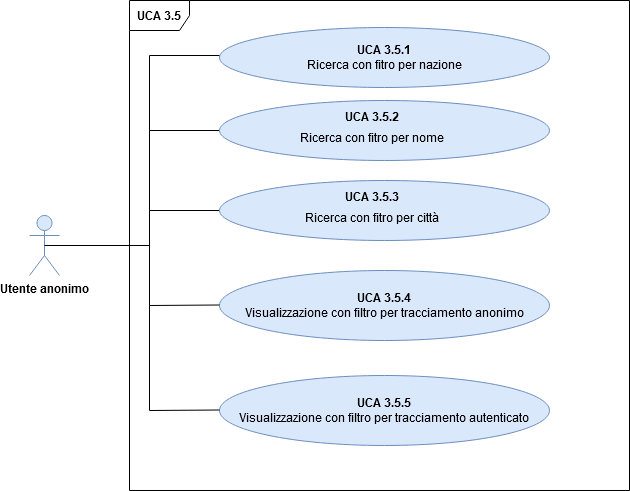 UCA 3.5
UCA 3.5.1
Ricerca con fitro per nazione
UCA 3.5.2
Ricerca con fitro per nome
UCA 3.5.3
Ricerca con fitro per città
Utente anonimo
UCA 3.5.4
Visualizzazione con filtro per tracciamento anonimo
UCA 3.5.5
Visualizzazione con filtro per tracciamento autenticato